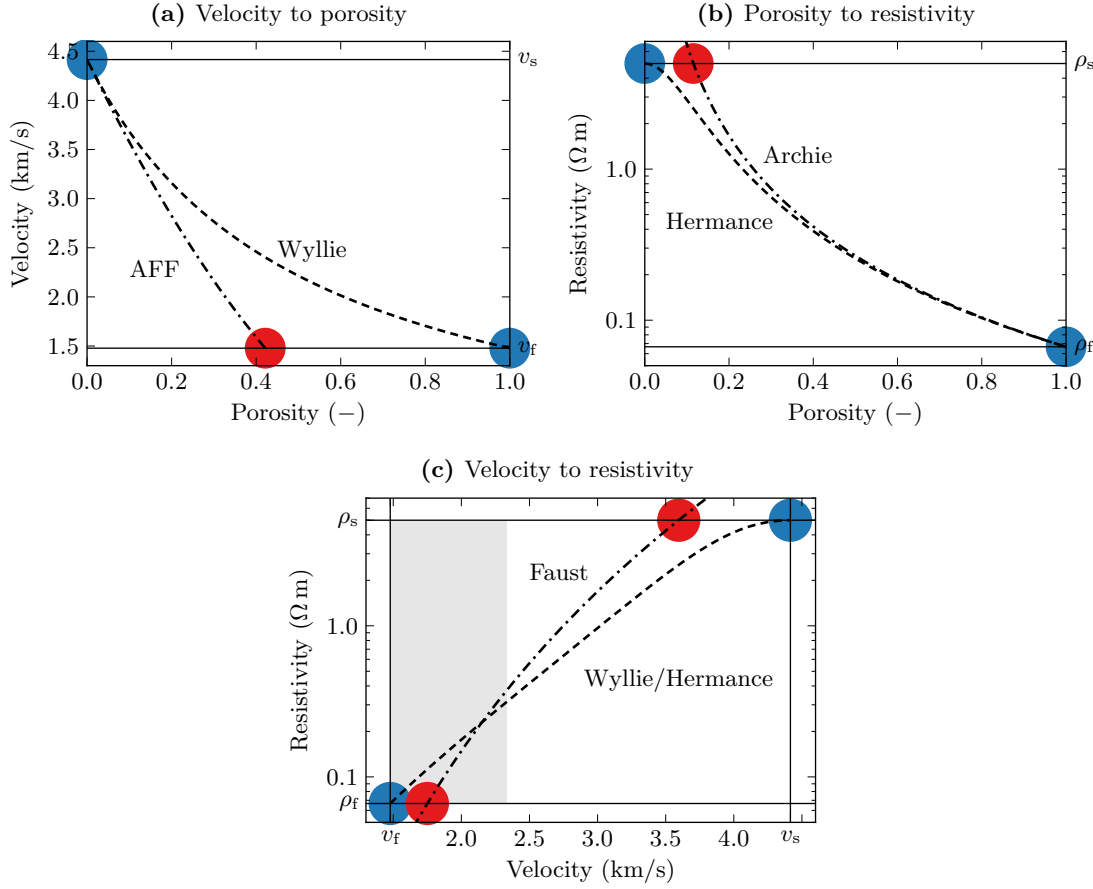 (a) Velocity to porosity
4.5
4.0
3.5
3.0
2.5
2.0
1.5
Velocity (km/s)
v_s
Wyllie
AFF
v_f
0.0 0.2 0.4 0.6 0.8 1.0
Porosity (−)
(b) Porosity to resistivity
1.0
0.1
Resistivity (Ω m)
ρ_s
Archie
Hermance
ρ_f
0.0 0.2 0.4 0.6 0.8 1.0
Porosity (−)
(c) Velocity to resistivity
ρ_s
1.0
0.1
ρ_f
Resistivity (Ω m)
Faust
Wyllie/Hermance
v_f 2.0 2.5 3.0 3.5 4.0 v_s
Velocity (km/s)